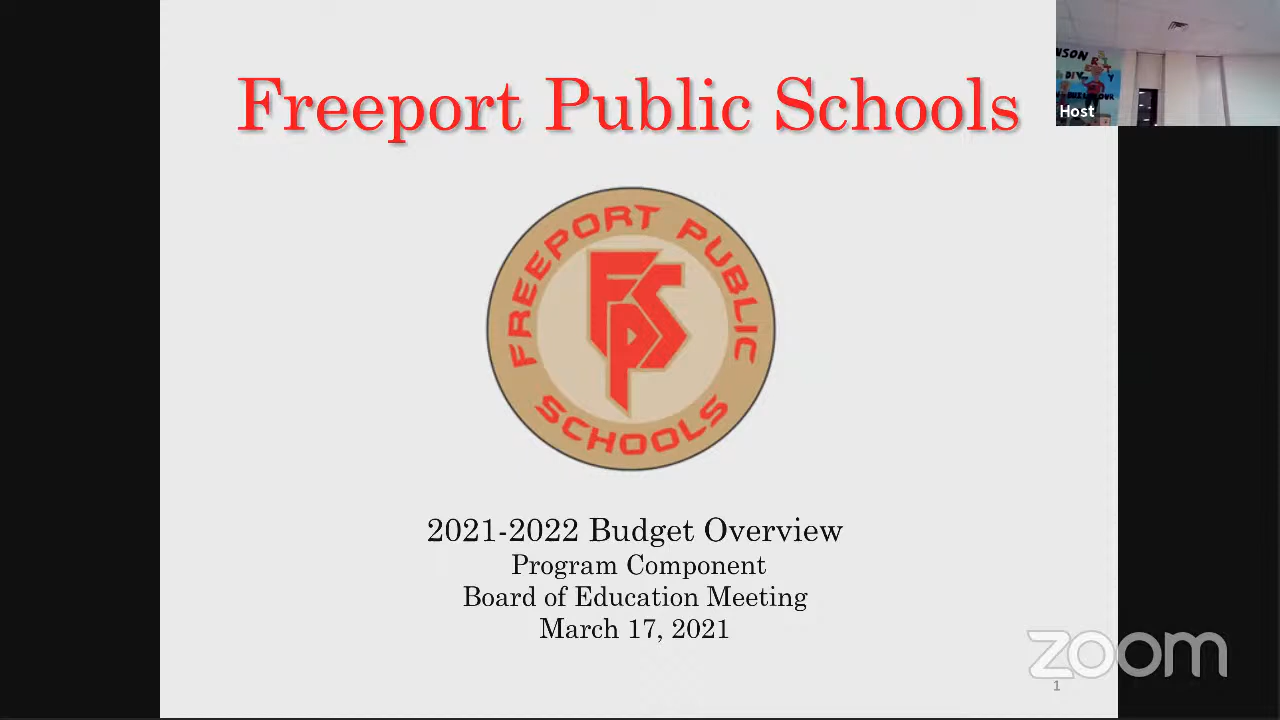 Freeport Public Schools
FREEPORT PUBLIC
FPS
SCHOOLS
2021-2022 Budget Overview
Program Component
Board of Education Meeting
March 17, 2021
Host
zoom
1